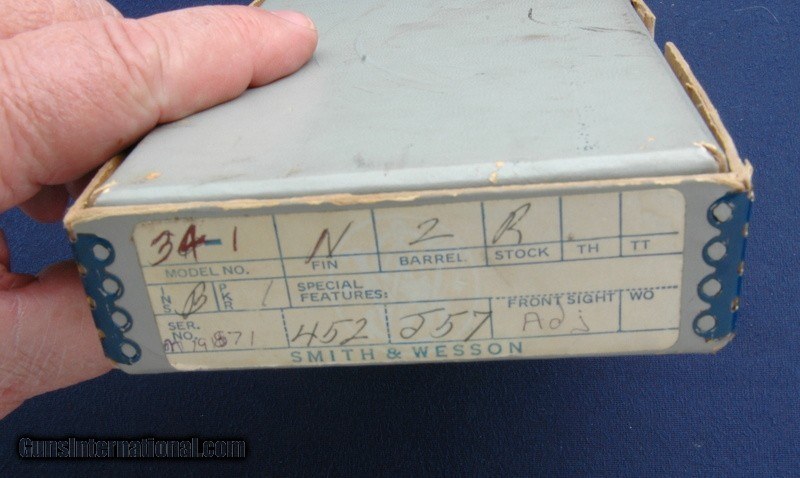 34-1 N 2 R
MODEL NO. FIN BARREL STOCK TH TT
INS B PKR 1 SPECIAL FEATURES:
FRONT SIGHT WO
SER. NO. 452 257 Adj
SMITH & WESSON
GunsInternational.com